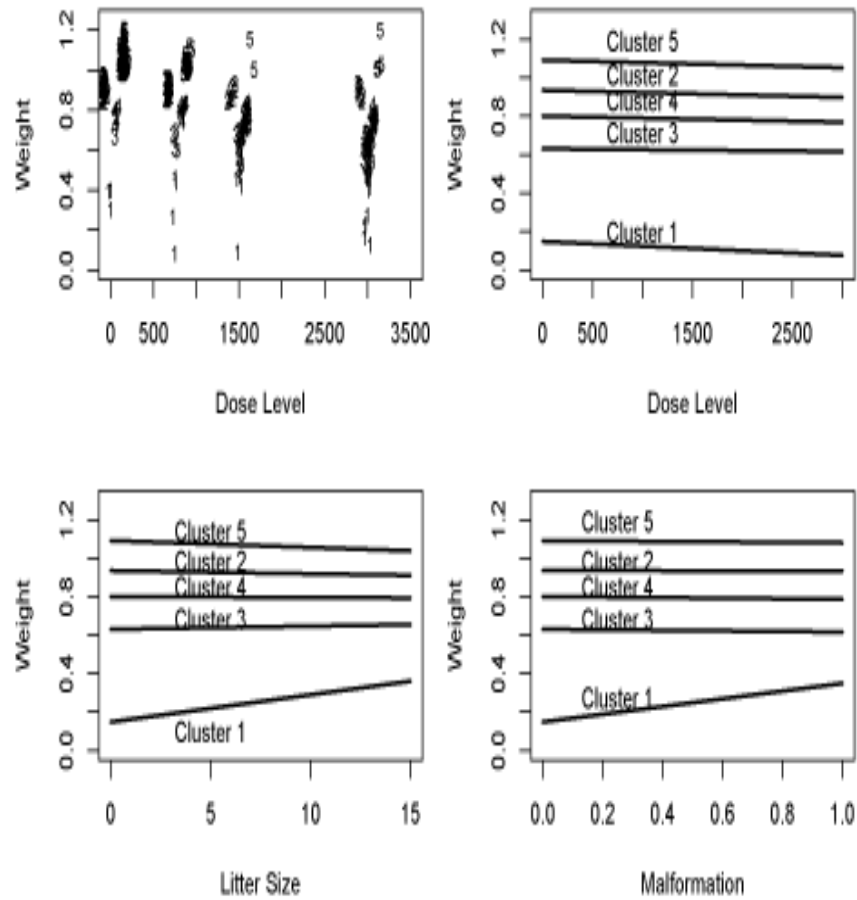 Weight
1.2
0.8
0.4
0.0
5
5
5
5
5
1
1
1
1
1
1
1
1
1
1
0 500 1500 2500 3500
Dose Level
Weight
1.2
0.8
0.4
0.0
Cluster 5
Cluster 2
Cluster 4
Cluster 3
Cluster 1
0 500 1500 2500
Dose Level
Weight
1.2
0.8
0.4
0.0
Cluster 5
Cluster 2
Cluster 4
Cluster 3
Cluster 1
0 5 10 15
Litter Size
Weight
1.2
0.8
0.4
0.0
Cluster 5
Cluster 2
Cluster 4
Cluster 3
Cluster 1
0.0 0.2 0.4 0.6 0.8 1.0
Malformation